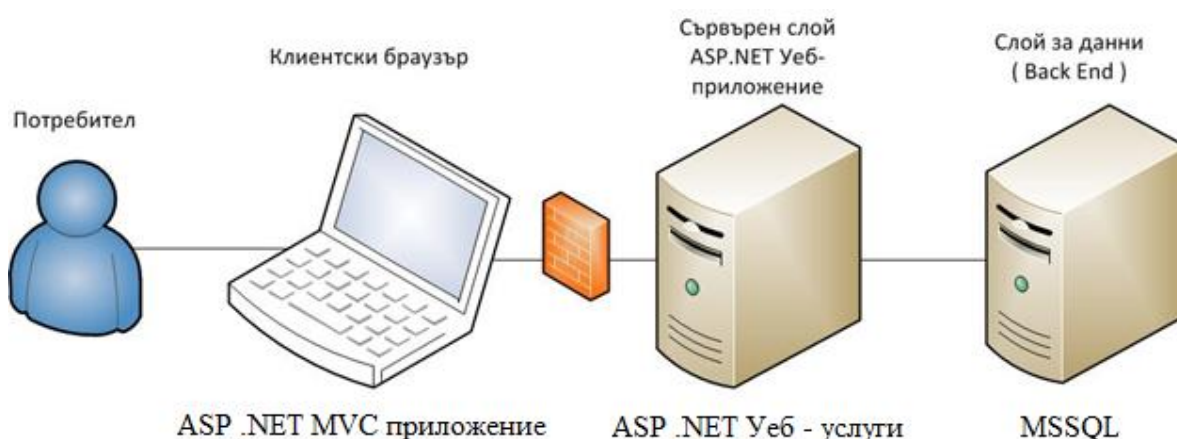 Потребител
Клиентски браузър
Сървърен слой
ASP.NET Уеб-
приложение
Слой за данни
( Back End )
ASP .NET MVC приложение
ASP .NET Уеб - услуги
MSSQL